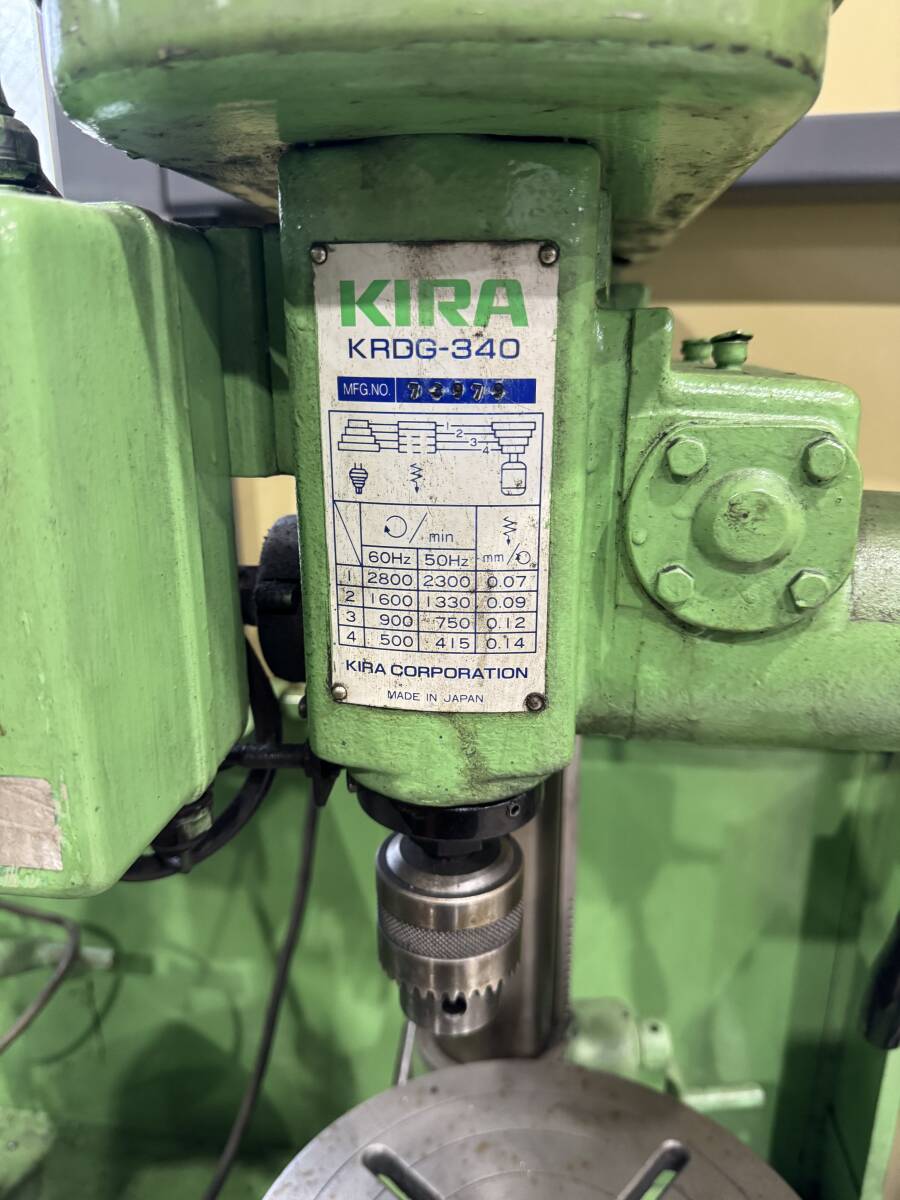 KIRA
KRDG-340
MFG.NO.
1
2
3
4
/min mm/
60Hz 50Hz
1 2800 2300 0.07
2 1600 1330 0.09
3 900 750 0.12
4 500 415 0.14
KIRA CORPORATION
MADE IN JAPAN